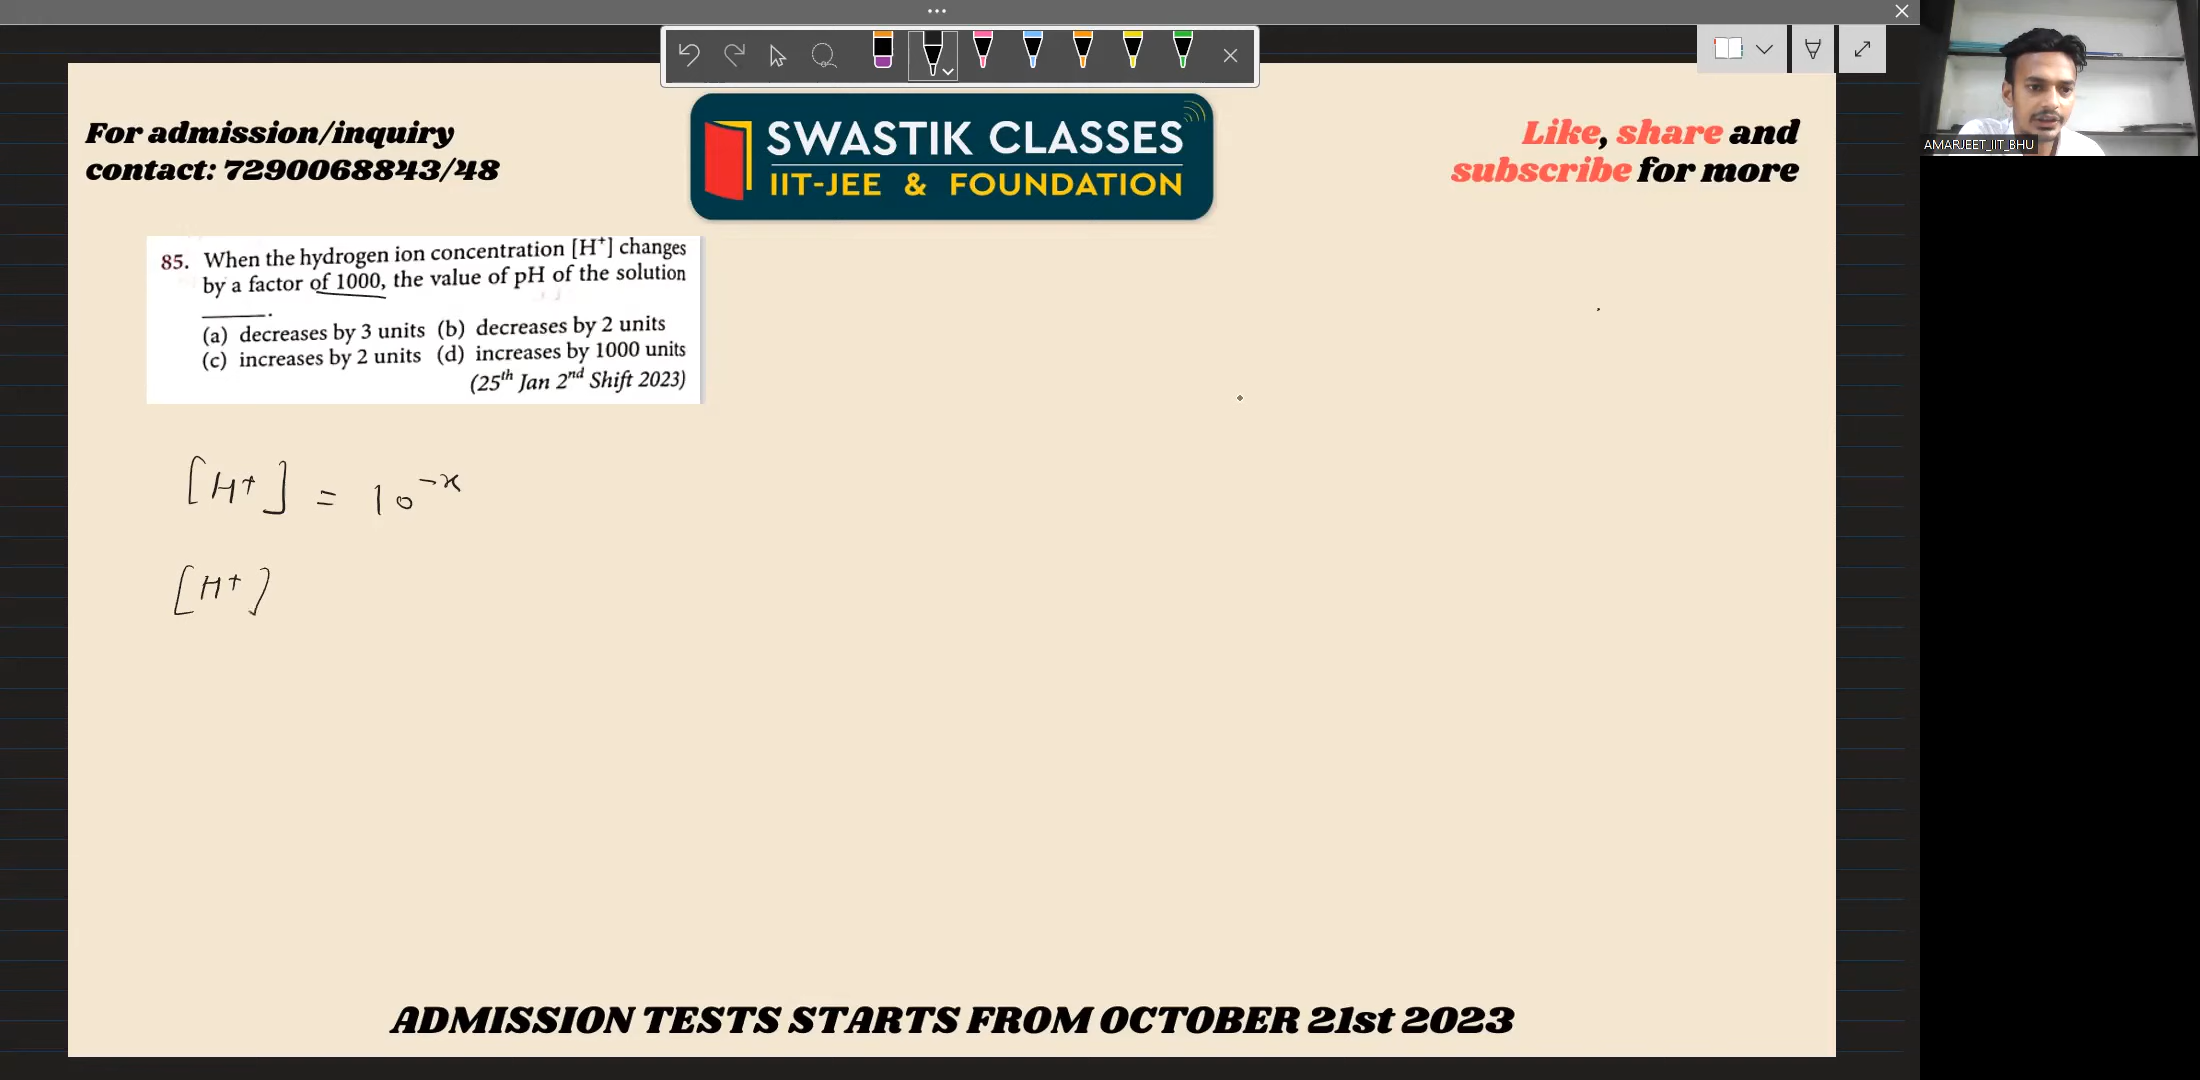 For admission/inquiry
contact: 7290068843/48
SWASTIK CLASSES
IIT-JEE & FOUNDATION
Like, share and
subscribe for more
AMARJEET_IIT_BHU
85. When the hydrogen ion concentration [H⁺] changes
by a factor of 1000, the value of pH of the solution
______.
(a) decreases by 3 units (b) decreases by 2 units
(c) increases by 2 units (d) increases by 1000 units
(25th Jan 2nd Shift 2023)
[H⁺] = 10⁻ˣ
[H⁺]
ADMISSION TESTS STARTS FROM OCTOBER 21st 2023